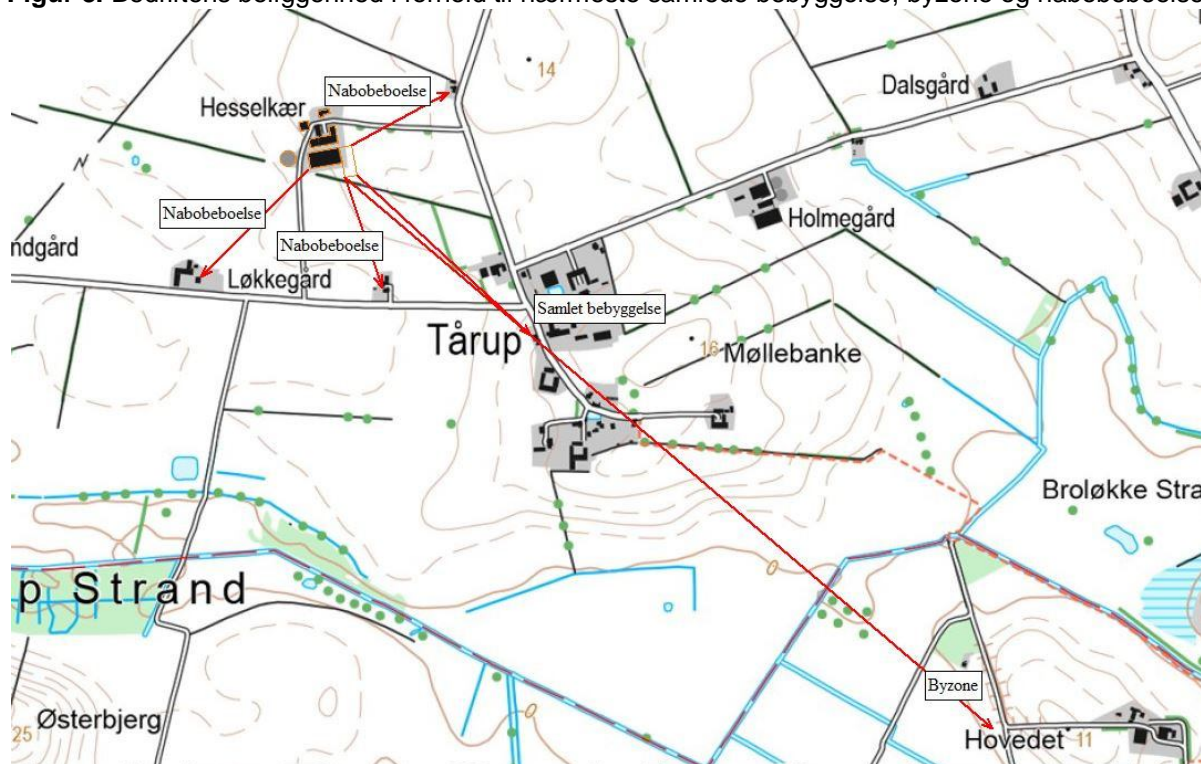 Nabobeboelse
14
Dalsgård
Hesselkær
Nabobeboelse
Holmegård
ndgård
Nabobeboelse
Løkkegård
Samlet bebyggelse
Tårup
16
Møllebanke
Broløkke Stra
0
p Strand
Byzone
0
Østerbjerg
25
Hovedet
11